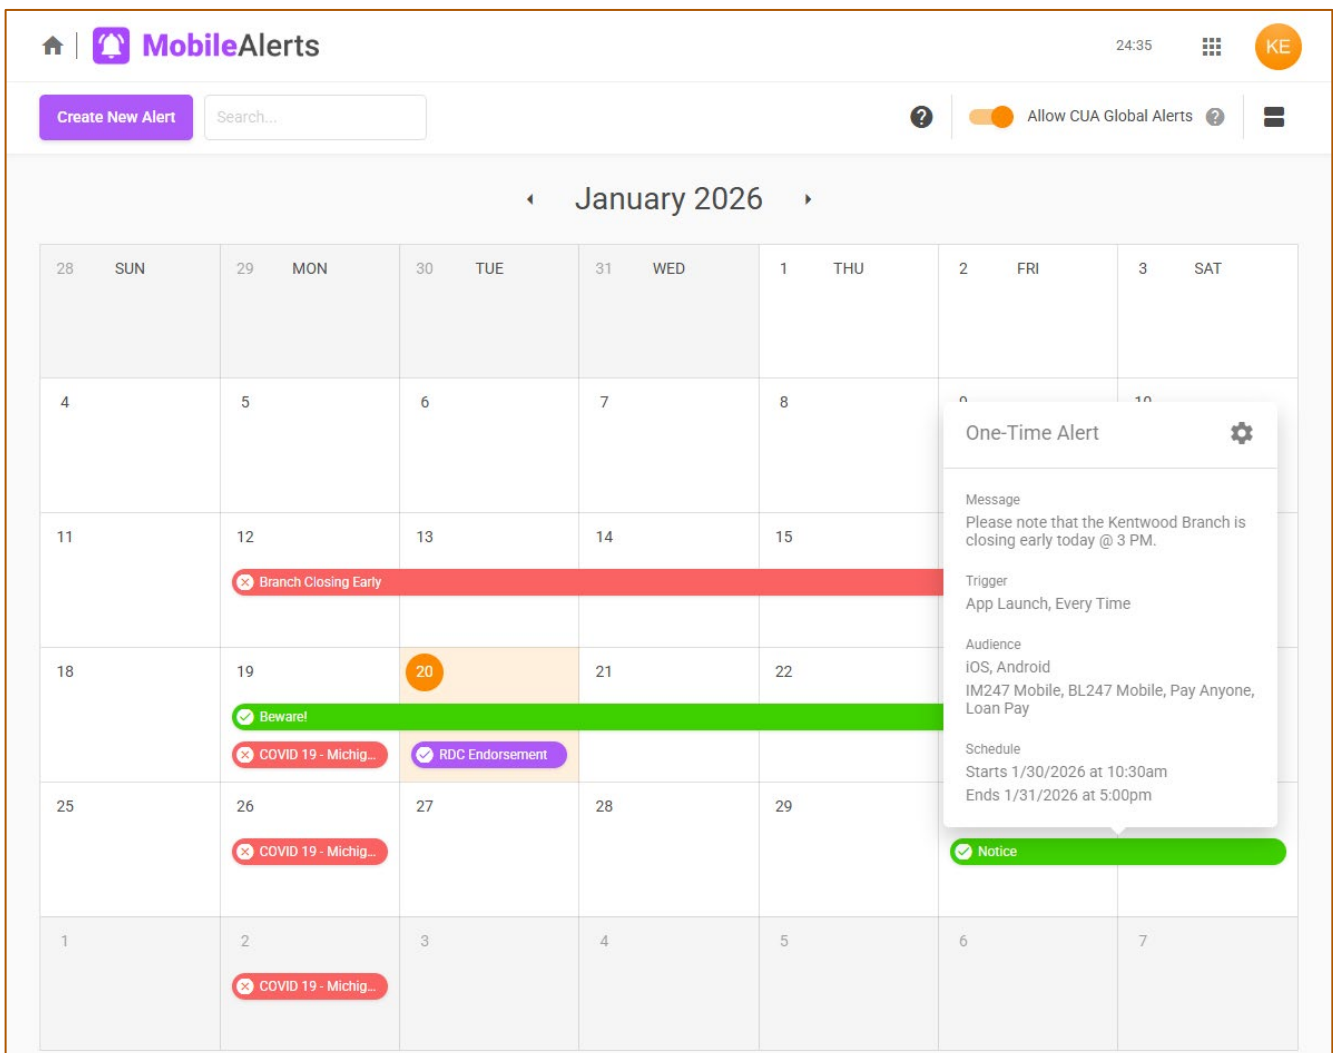 MobileAlerts
24:35
KE
Create New Alert
Search...
Allow CUA Global Alerts
January 2026
28 SUN 29 MON 30 TUE 31 WED 1 THU 2 FRI 3 SAT
4 5 6 7 8
One-Time Alert
Message
Please note that the Kentwood Branch is
closing early today @ 3 PM.
Trigger
App Launch, Every Time
Audience
iOS, Android
IM247 Mobile, BL247 Mobile, Pay Anyone,
Loan Pay
Schedule
Starts 1/30/2026 at 10:30am
Ends 1/31/2026 at 5:00pm
11 12 13 14 15
Branch Closing Early
18 19 20 21 22
Beware!
COVID 19 - Michig... RDC Endorsement
25 26 27 28 29
COVID 19 - Michig... Notice
1 2 3 4 5 6 7
COVID 19 - Michig...